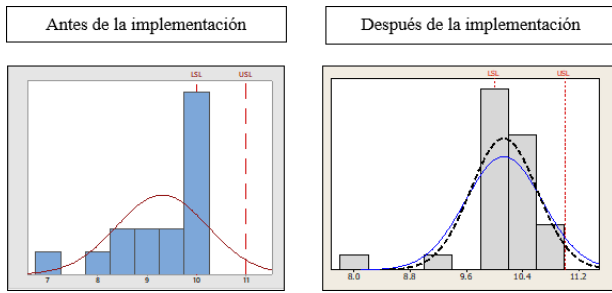 Antes de la implementación
Después de la implementación
LSL USL
7 8 9 10 11
LSL USL
8.0 8.8 9.6 10.4 11.2